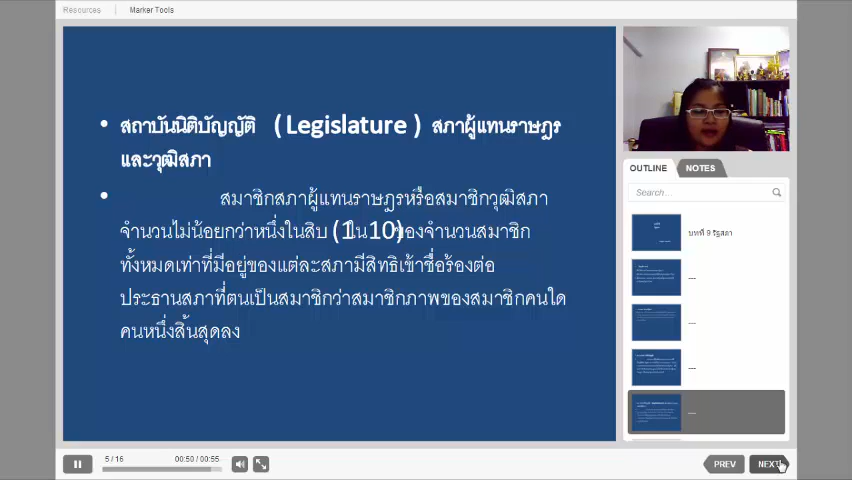 Resources
Marker Tools
• สถาบันนิติบัญญัติ ( Legislature ) สภาผู้แทนราษฎร
และวุฒิสภา
• สมาชิกสภาผู้แทนราษฎรหรือสมาชิกวุฒิสภา
จำนวนไม่น้อยกว่าหนึ่งในสิบ (1ใน 10)ของจำนวนสมาชิก
ทั้งหมดเท่าที่มีอยู่ของแต่ละสภามีสิทธิเข้าชื่อร้องต่อ
ประธานสภาที่ตนเป็นสมาชิกว่าสมาชิกภาพของสมาชิกคนใด
คนหนึ่งสิ้นสุดลง
OUTLINE
NOTES
Search...
บทที่ 9 รัฐสภา
---
---
---
---
5 / 16
00:50 / 00:55
PREV
NEXT